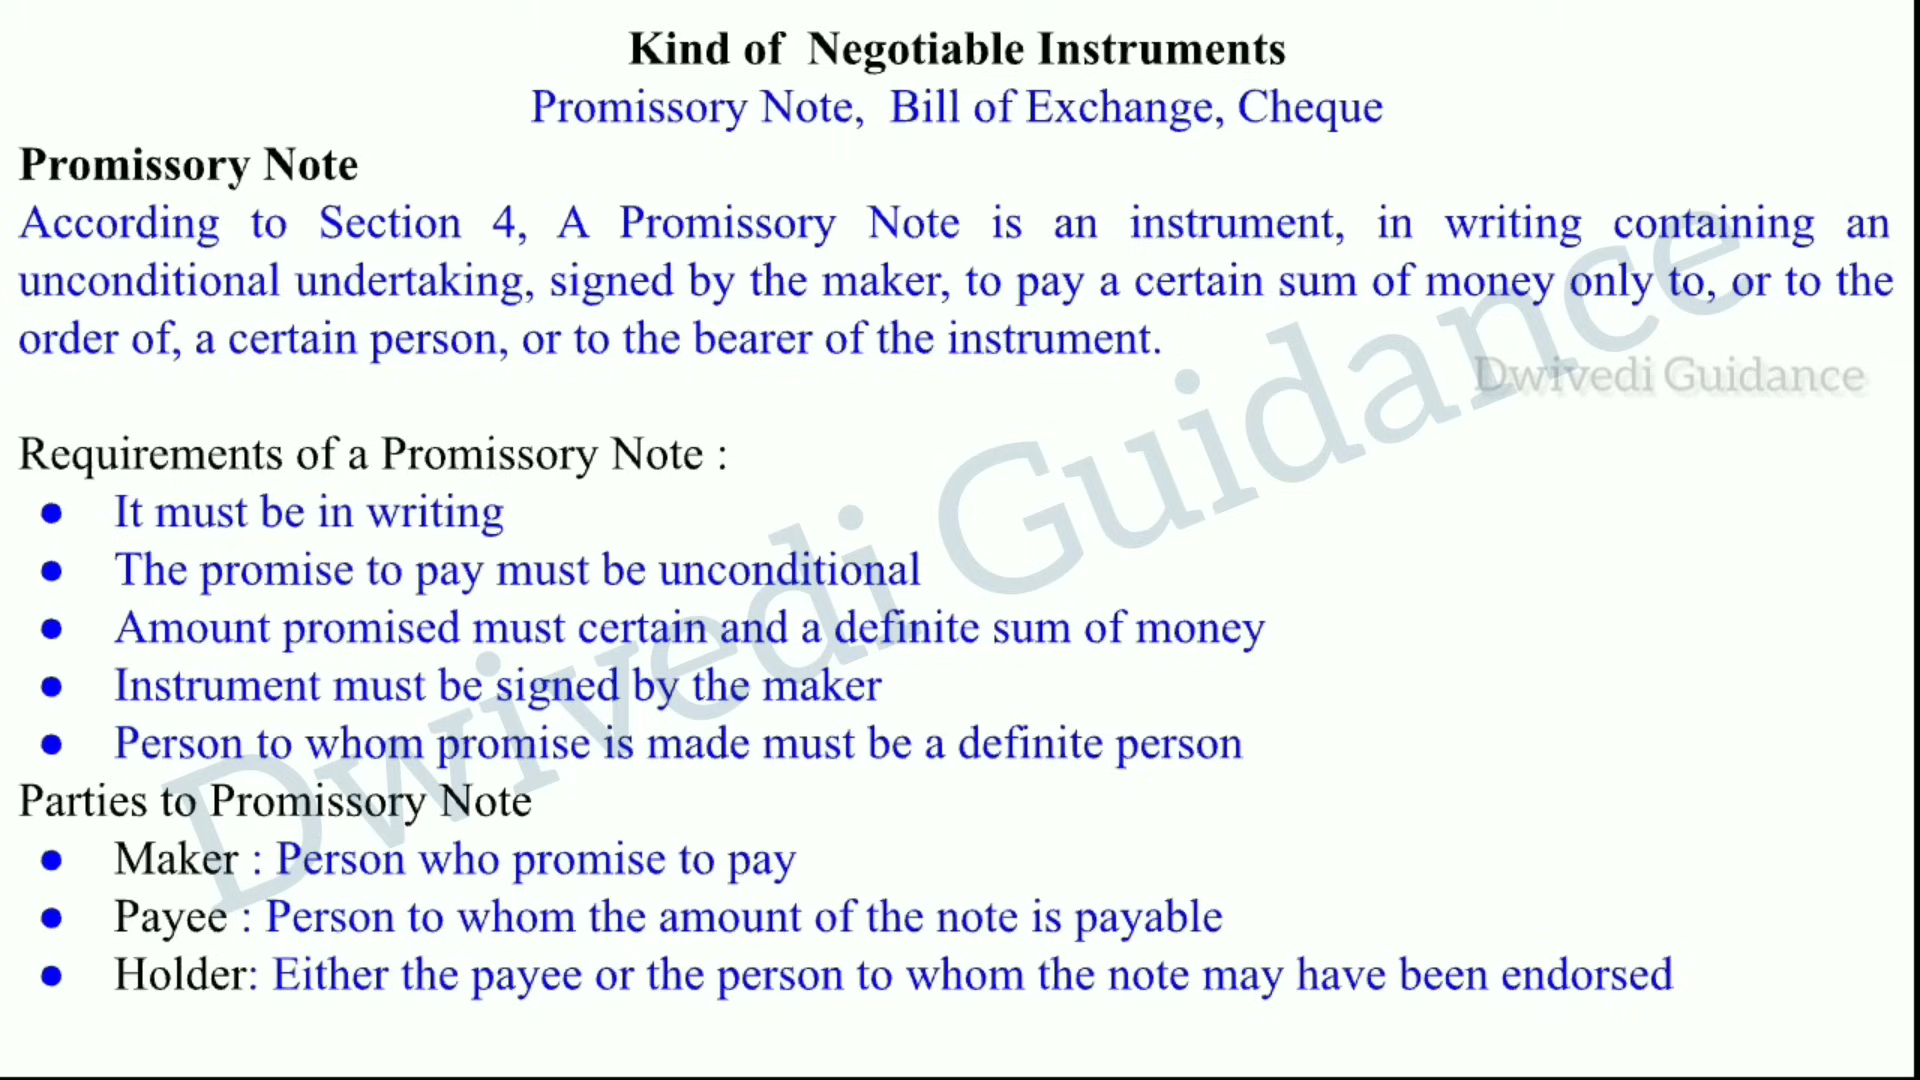 Kind of Negotiable Instruments
Promissory Note, Bill of Exchange, Cheque
Promissory Note
According to Section 4, A Promissory Note is an instrument, in writing containing an
unconditional undertaking, signed by the maker, to pay a certain sum of money only to, or to the
order of, a certain person, or to the bearer of the instrument.
Dwivedi Guidance
Requirements of a Promissory Note :
● It must be in writing
● The promise to pay must be unconditional
● Amount promised must certain and a definite sum of money
● Instrument must be signed by the maker
● Person to whom promise is made must be a definite person
Parties to Promissory Note
● Maker : Person who promise to pay
● Payee : Person to whom the amount of the note is payable
● Holder: Either the payee or the person to whom the note may have been endorsed
Dwivedi Guidance